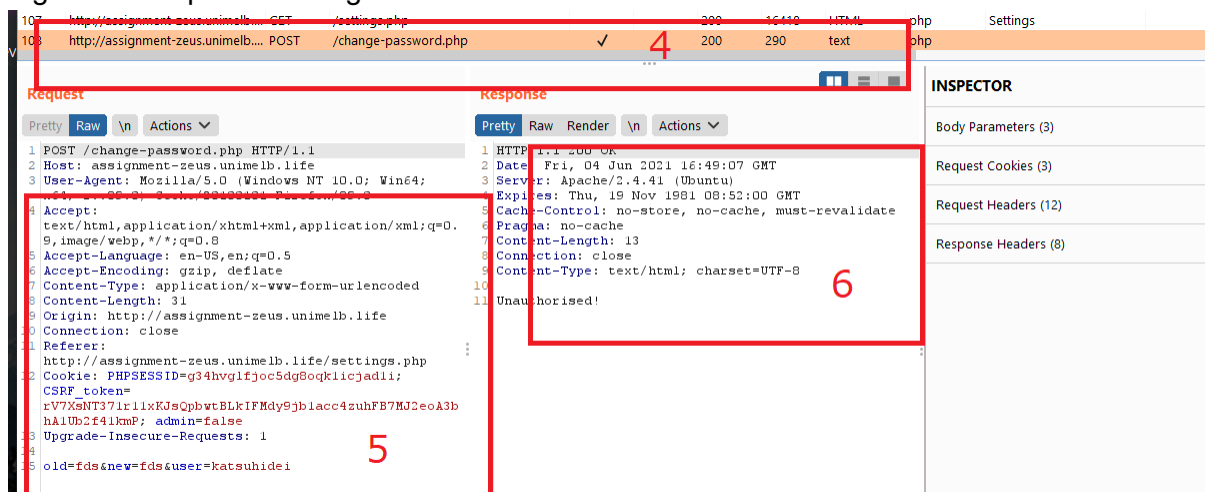 107 http://assignment-zeus.unimelb.... GET /settings.php 200 16418 HTML php Settings
108 http://assignment-zeus.unimelb.... POST /change-password.php ✓ 200 290 text php
4
Request
Pretty Raw \n Actions
1 POST /change-password.php HTTP/1.1
2 Host: assignment-zeus.unimelb.life
3 User-Agent: Mozilla/5.0 (Windows NT 10.0; Win64;
4 Accept:
text/html,application/xhtml+xml,application/xml;q=0.
9,image/webp,*/*;q=0.8
5 Accept-Language: en-US,en;q=0.5
6 Accept-Encoding: gzip, deflate
7 Content-Type: application/x-www-form-urlencoded
8 Content-Length: 31
9 Origin: http://assignment-zeus.unimelb.life
10 Connection: close
11 Referer:
http://assignment-zeus.unimelb.life/settings.php
12 Cookie: PHPSESSID=g34hvglfjoc5dg8oqklicjad1i;
CSRF_token=
rV7XsNT371r11xKJsQpbwtBLkIFMdy9jb1acc4zuhFB7MJ2eoA3b
hA1Ub2f41kmP; admin=false
13 Upgrade-Insecure-Requests: 1
14
15 old=fds&new=fds&user=katsuhidei
5
Response
Pretty Raw Render \n Actions
1 HTTP/1.1 200 OK
2 Date: Fri, 04 Jun 2021 16:49:07 GMT
3 Server: Apache/2.4.41 (Ubuntu)
4 Expires: Thu, 19 Nov 1981 08:52:00 GMT
5 Cache-Control: no-store, no-cache, must-revalidate
6 Pragma: no-cache
7 Content-Length: 13
8 Connection: close
9 Content-Type: text/html; charset=UTF-8
10
11 Unauthorised!
6
INSPECTOR
Body Parameters (3)
Request Cookies (3)
Request Headers (12)
Response Headers (8)